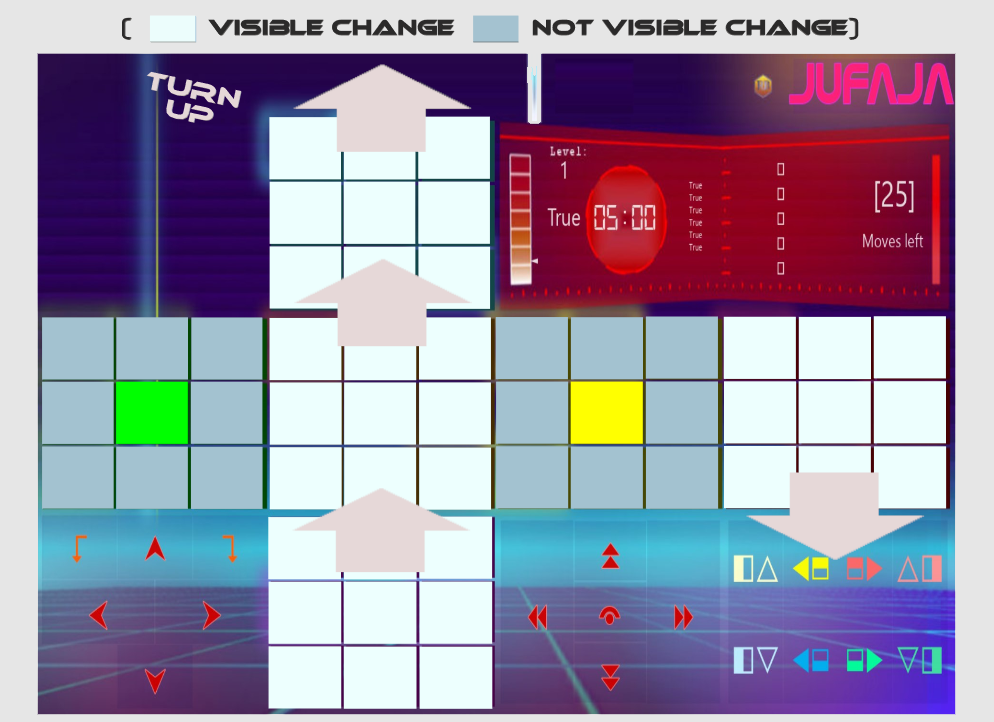 ( VISIBLE CHANGE NOT VISIBLE CHANGE)
TURN
UP
JUFAJA
Level:
1
True
05:00
True
True
True
True
True
True
[25]
Moves left